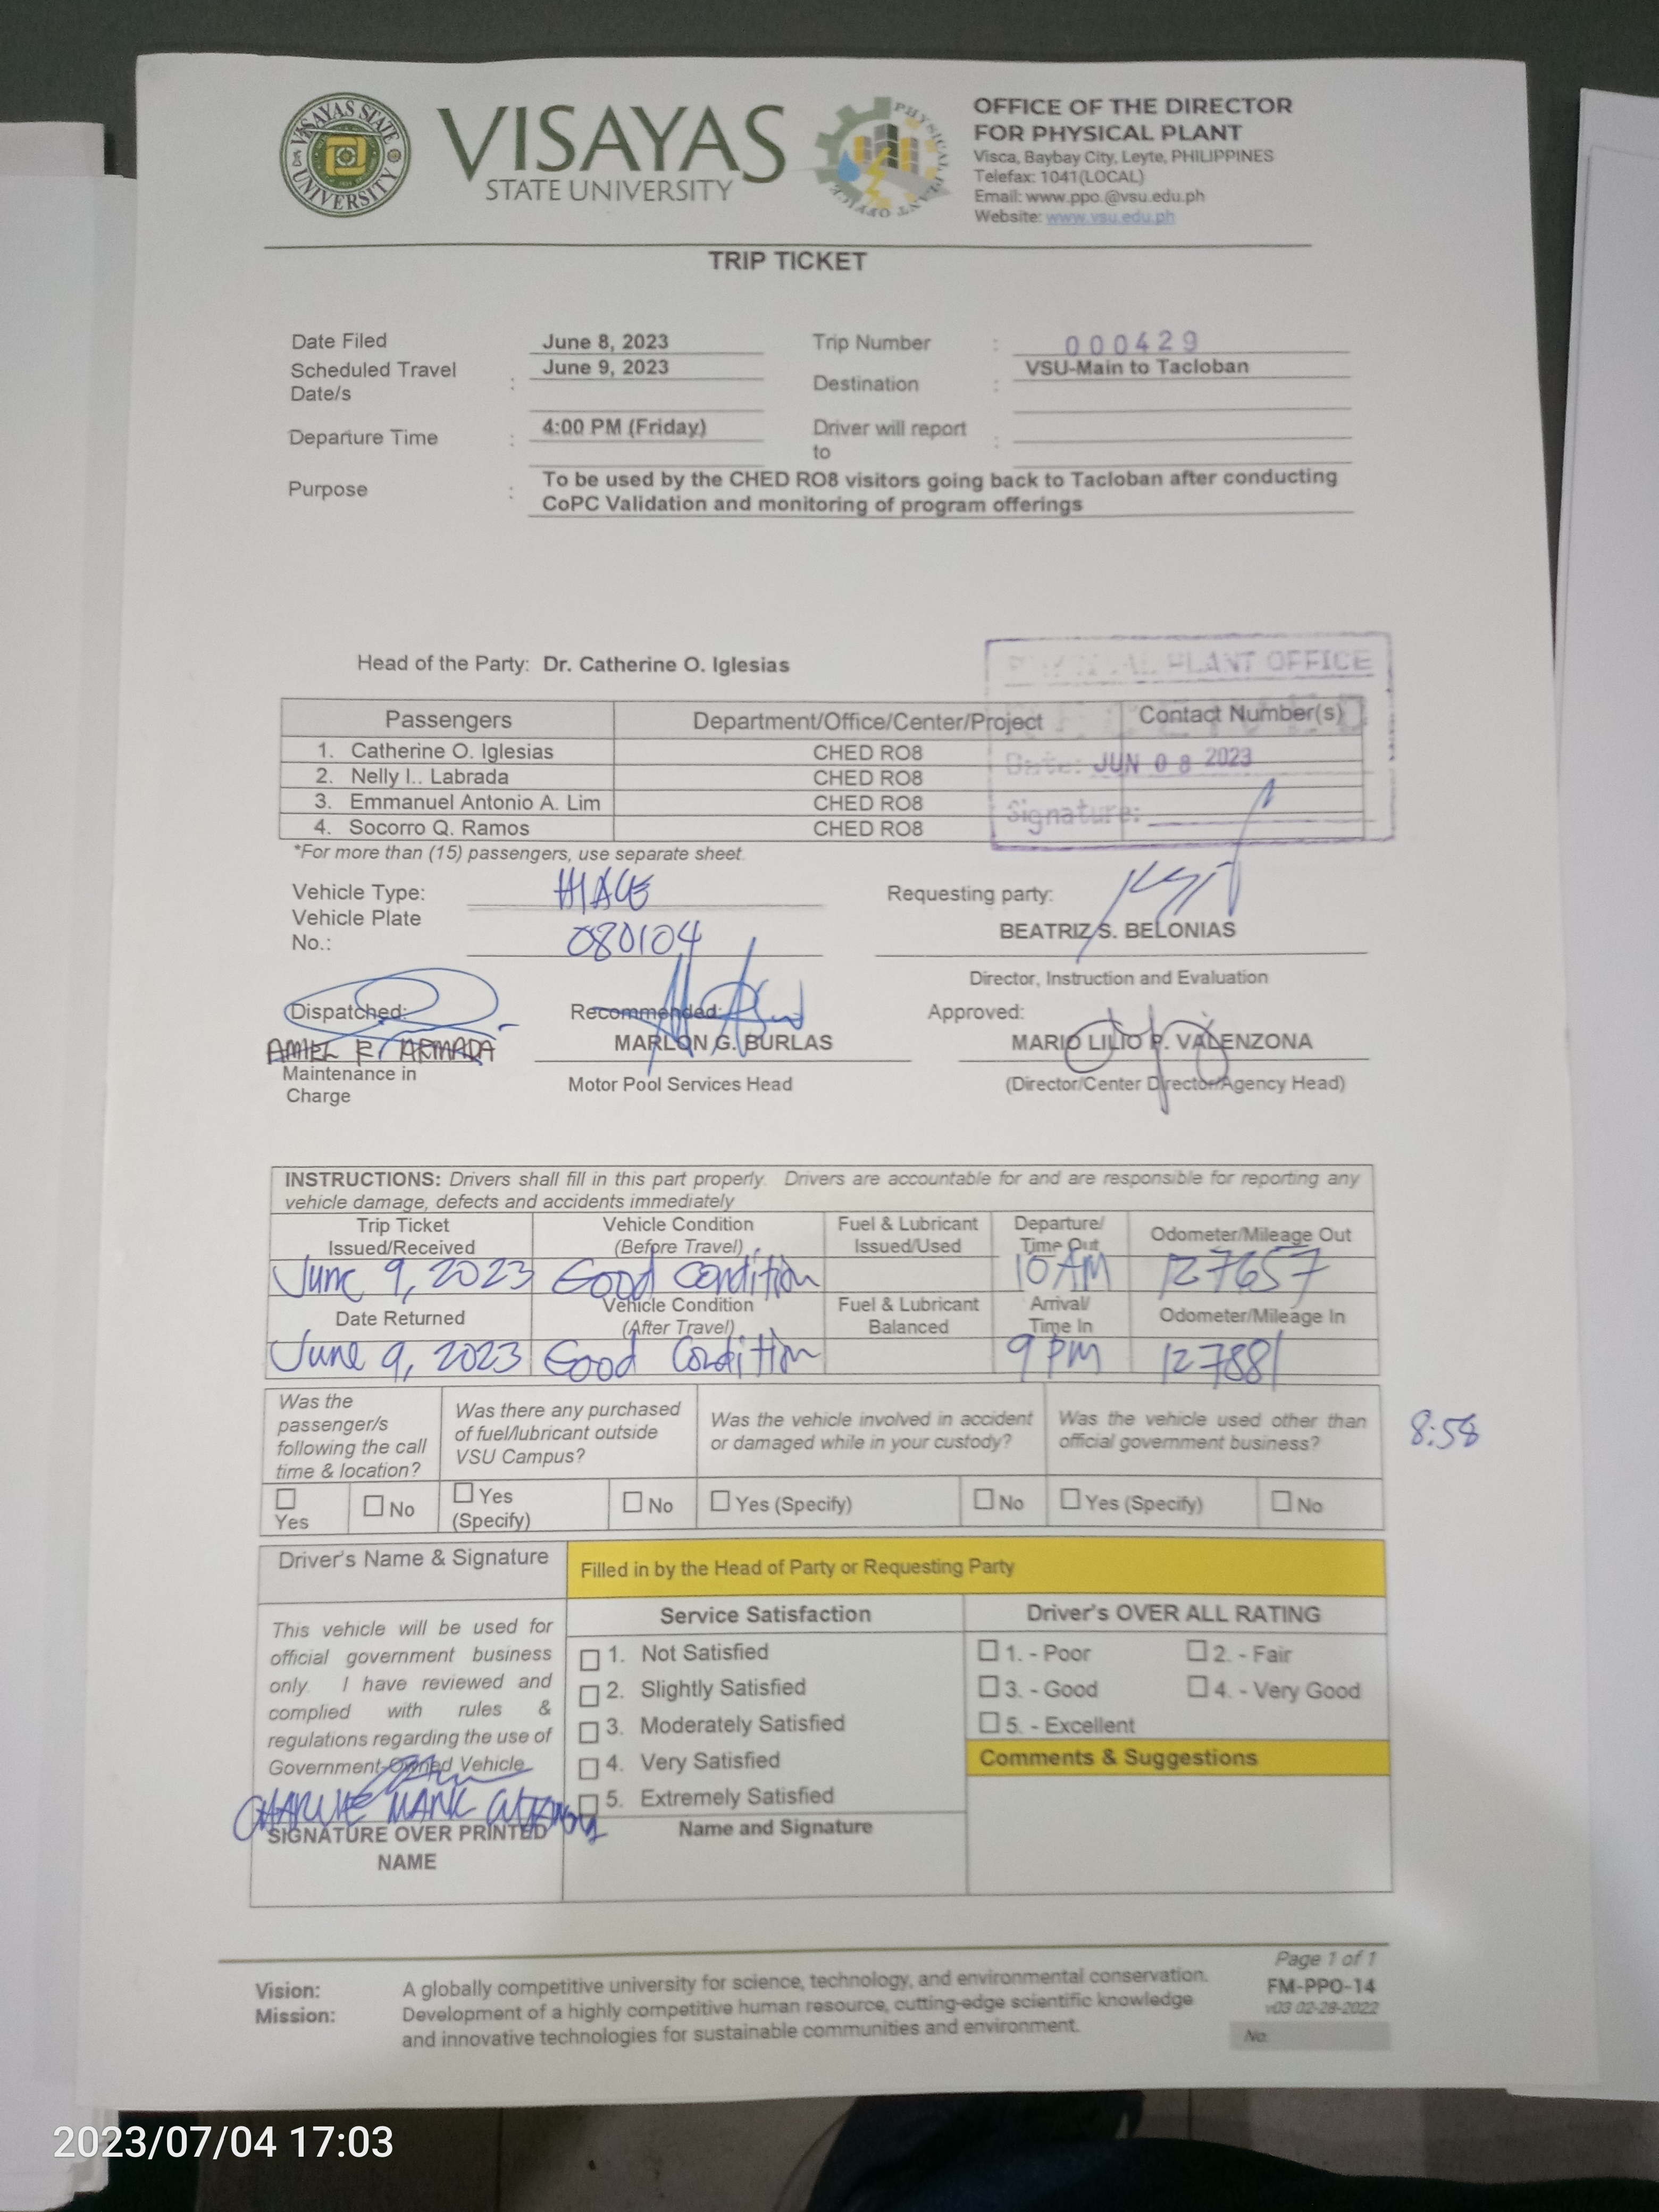 VISAYAS STATE UNIVERSITY
VISAYAS
STATE UNIVERSITY
PHYSICAL PLANT OFFICE
OFFICE OF THE DIRECTOR
FOR PHYSICAL PLANT
Visca, Baybay City, Leyte, PHILIPPINES
Telefax: 1041(LOCAL)
Email: www.ppo.@vsu.edu.ph
Website: www.vsu.edu.ph
TRIP TICKET
Date Filed June 8, 2023 Trip Number : 000429
Scheduled Travel Date/s : June 9, 2023 Destination : VSU-Main to Tacloban
Departure Time : 4:00 PM (Friday) Driver will report to :
Purpose : To be used by the CHED RO8 visitors going back to Tacloban after conducting
CoPC Validation and monitoring of program offerings
Head of the Party: Dr. Catherine O. Iglesias
PLANT OFFICE
Date: JUN 08 2023
Signature:
Passengers Department/Office/Center/Project Contact Number(s)
1. Catherine O. Iglesias CHED RO8
2. Nelly I.. Labrada CHED RO8
3. Emmanuel Antonio A. Lim CHED RO8
4. Socorro Q. Ramos CHED RO8
*For more than (15) passengers, use separate sheet.
Vehicle Type: HIACE Requesting party:
Vehicle Plate
No.: 080104 BEATRIZ S. BELONIAS
Director, Instruction and Evaluation
Dispatched: Recommended: Approved:
AMIEL R. ARMADA MARLON G. BURLAS MARIO LILIO P. VALENZONA
Maintenance in
Charge Motor Pool Services Head (Director/Center Director/Agency Head)
INSTRUCTIONS: Drivers shall fill in this part properly. Drivers are accountable for and are responsible for reporting any
vehicle damage, defects and accidents immediately
Trip Ticket Issued/Received Vehicle Condition (Before Travel) Fuel & Lubricant Issued/Used Departure/ Time Out Odometer/Mileage Out
June 9, 2023 Good condition 10 AM 127657
Date Returned Vehicle Condition (After Travel) Fuel & Lubricant Balanced Arrival/ Time In Odometer/Mileage In
June 9, 2023 Good Condition 9 PM 127881
Was the passenger/s following the call time & location? Was there any purchased of fuel/lubricant outside VSU Campus? Was the vehicle involved in accident or damaged while in your custody? Was the vehicle used other than official government business?
8:58
☐ Yes ☐ No ☐ Yes (Specify) ☐ No ☐ Yes (Specify) ☐ No ☐ Yes (Specify) ☐ No
Driver's Name & Signature Filled in by the Head of Party or Requesting Party
This vehicle will be used for
official government business
only. I have reviewed and
complied with rules &
regulations regarding the use of
Government-Owned Vehicle
SIGNATURE OVER PRINTED
NAME
Service Satisfaction
☐ 1. Not Satisfied
☐ 2. Slightly Satisfied
☐ 3. Moderately Satisfied
☐ 4. Very Satisfied
☐ 5. Extremely Satisfied
Name and Signature
Driver's OVER ALL RATING
☐ 1. - Poor ☐ 2. - Fair
☐ 3. - Good ☐ 4. - Very Good
☐ 5. - Excellent
Comments & Suggestions
Vision: A globally competitive university for science, technology, and environmental conservation.
Mission: Development of a highly competitive human resource, cutting-edge scientific knowledge
and innovative technologies for sustainable communities and environment.
Page 1 of 1
FM-PPO-14
v03 02-28-2022
No.
2023/07/04 17:03